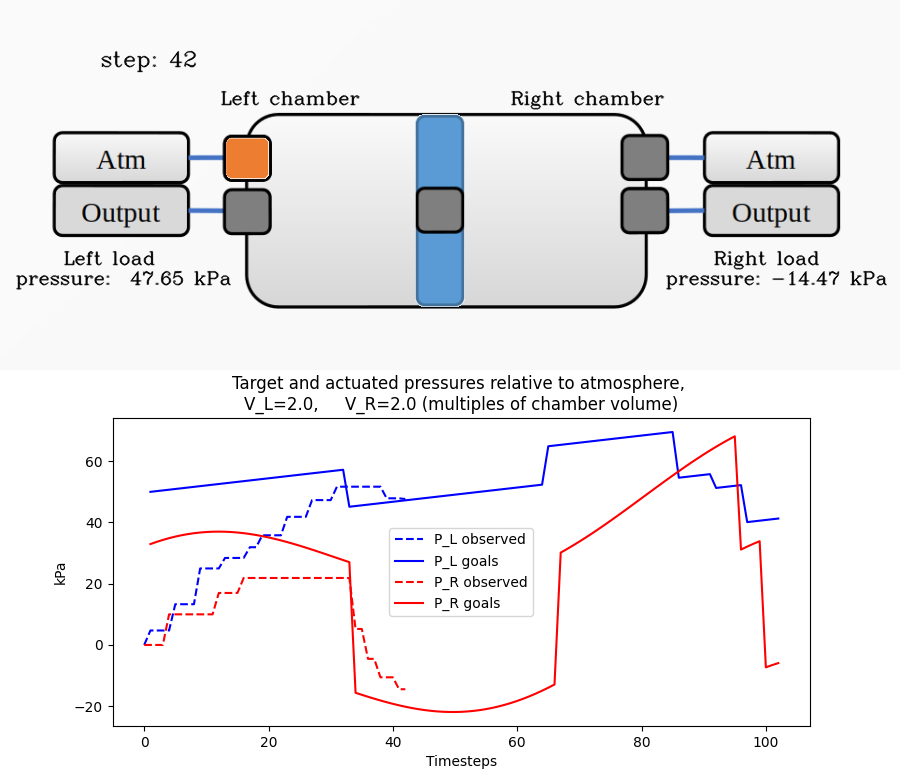 step: 42
Left chamber
Right chamber
Atm
Atm
Output
Output
Left load
pressure: 47.65 kPa
Right load
pressure: −14.47 kPa
Target and actuated pressures relative to atmosphere,
V_L=2.0, V_R=2.0 (multiples of chamber volume)
60
40
20
0
−20
kPa
P_L observed
P_L goals
P_R observed
P_R goals
0 20 40 60 80 100
Timesteps